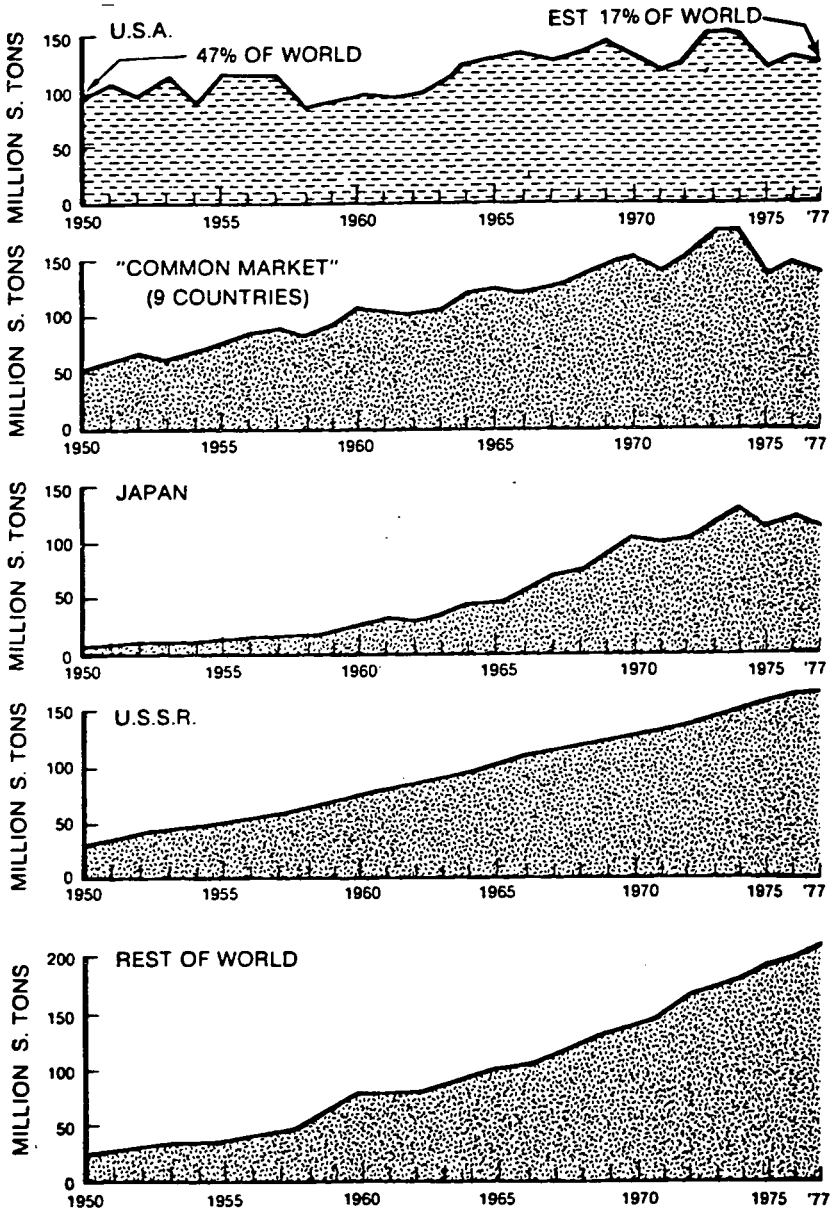 EST 17% OF WORLD
U.S.A.
47% OF WORLD
150
100
50
0
MILLION S. TONS
1950 1955 1960 1965 1970 1975 '77
"COMMON MARKET"
(9 COUNTRIES)
150
100
50
0
MILLION S. TONS
1950 1955 1960 1965 1970 1975 '77
JAPAN
150
100
50
0
MILLION S. TONS
1950 1955 1960 1965 1970 1975 '77
U.S.S.R.
150
100
50
0
MILLION S. TONS
1950 1955 1960 1965 1970 1975 '77
REST OF WORLD
200
150
100
50
0
MILLION S. TONS
1950 1955 1960 1965 1970 1975 '77